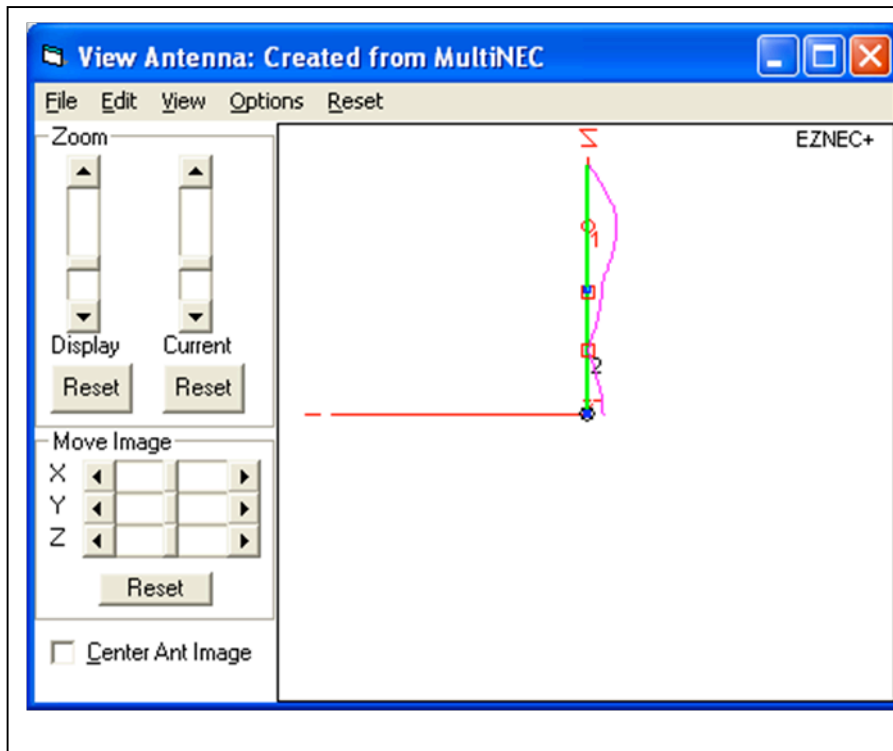 View Antenna: Created from MultiNEC
File Edit View Options Reset
Zoom
Display Current
Reset Reset
Move Image
X
Y
Z
Reset
Center Ant Image
EZNEC+
Z
1
2